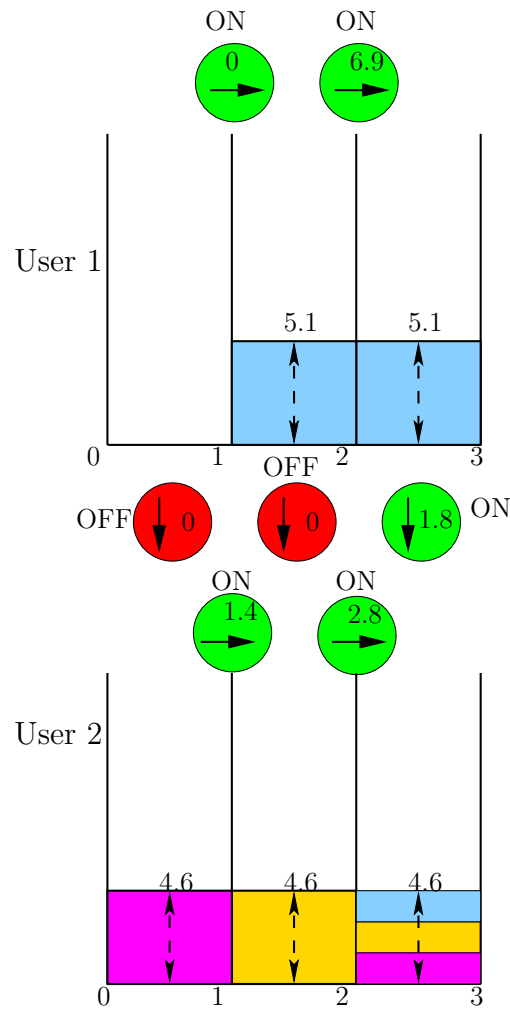 ON ON
0 6.9
User 1
5.1 5.1
0 1 2 3
OFF
OFF 0 0 1.8 ON
ON ON
1.4 2.8
User 2
4.6 4.6 4.6
0 1 2 3